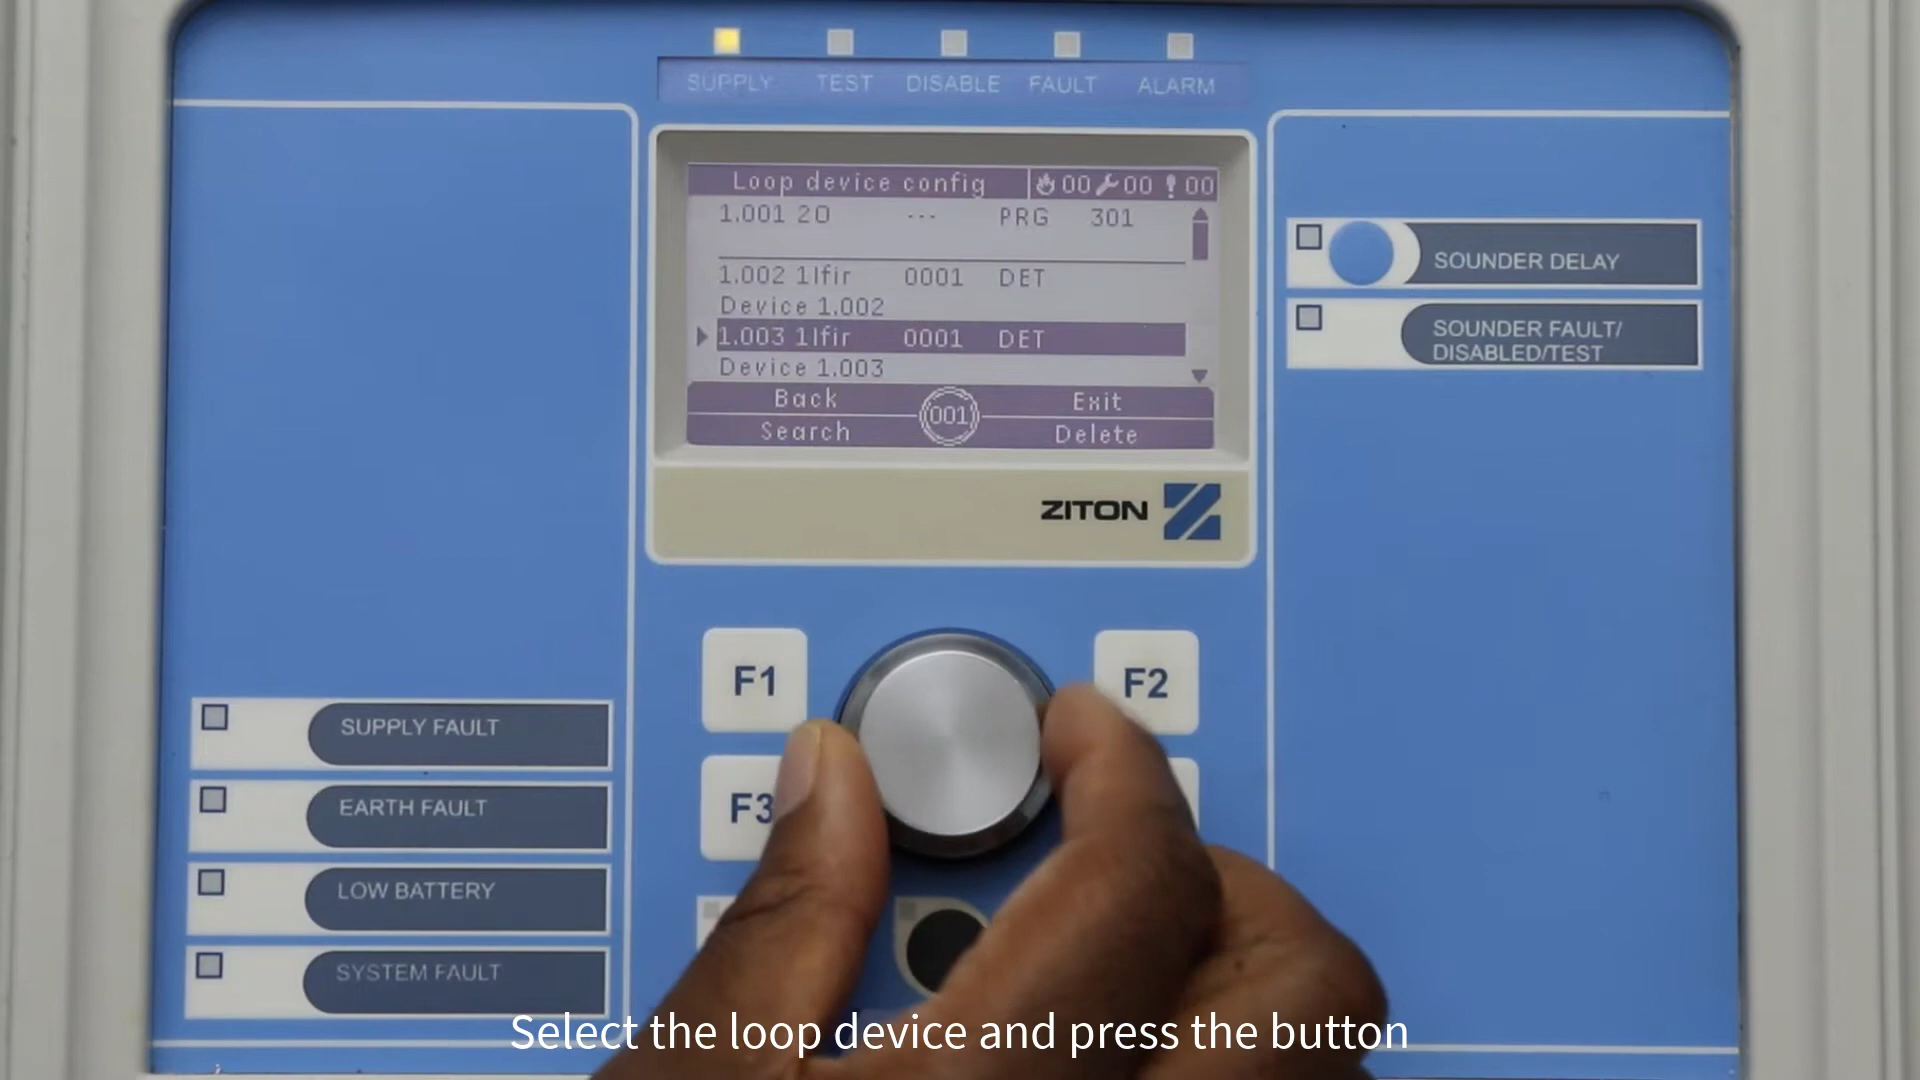 SUPPLY TEST DISABLE FAULT ALARM
Loop device config 00 00 00
1.001 2O --- PRG 301
1.002 1Ifir 0001 DET
Device 1.002
1.003 1Ifir 0001 DET
Device 1.003
Back Exit
001
Search Delete
ZITON
SOUNDER DELAY
SOUNDER FAULT/
DISABLED/TEST
F1 F2
F3
SUPPLY FAULT
EARTH FAULT
LOW BATTERY
SYSTEM FAULT
Select the loop device and press the button